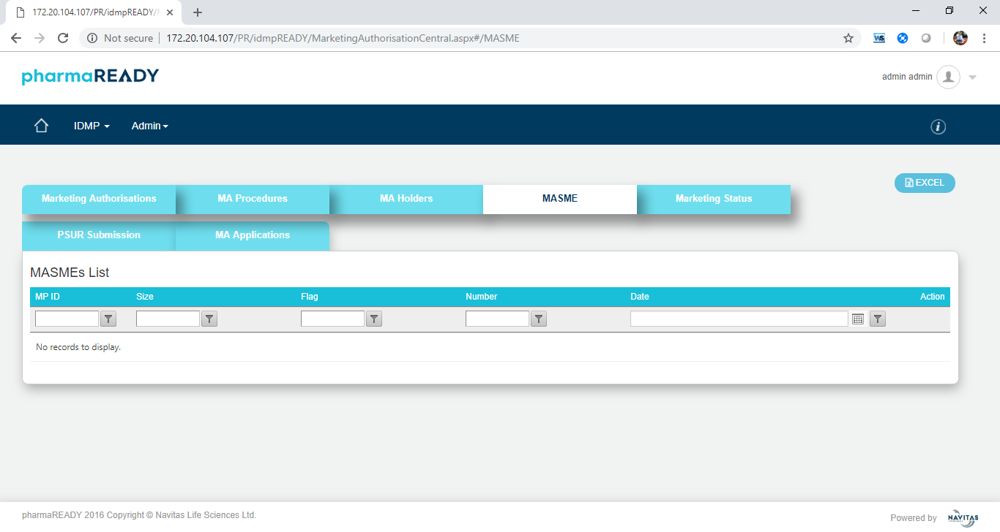 172.20.104.107/PR/idmpREADY/
Not secure 172.20.104.107/PR/idmpREADY/MarketingAuthorisationCentral.aspx#/MASME
WS
pharmaREADY
admin admin
IDMP
Admin
i
EXCEL
Marketing Authorisations
MA Procedures
MA Holders
MASME
Marketing Status
PSUR Submission
MA Applications
MASMEs List
MP ID Size Flag Number Date Action
No records to display.
pharmaREADY 2016 Copyright © Navitas Life Sciences Ltd.
Powered by NAVITAS